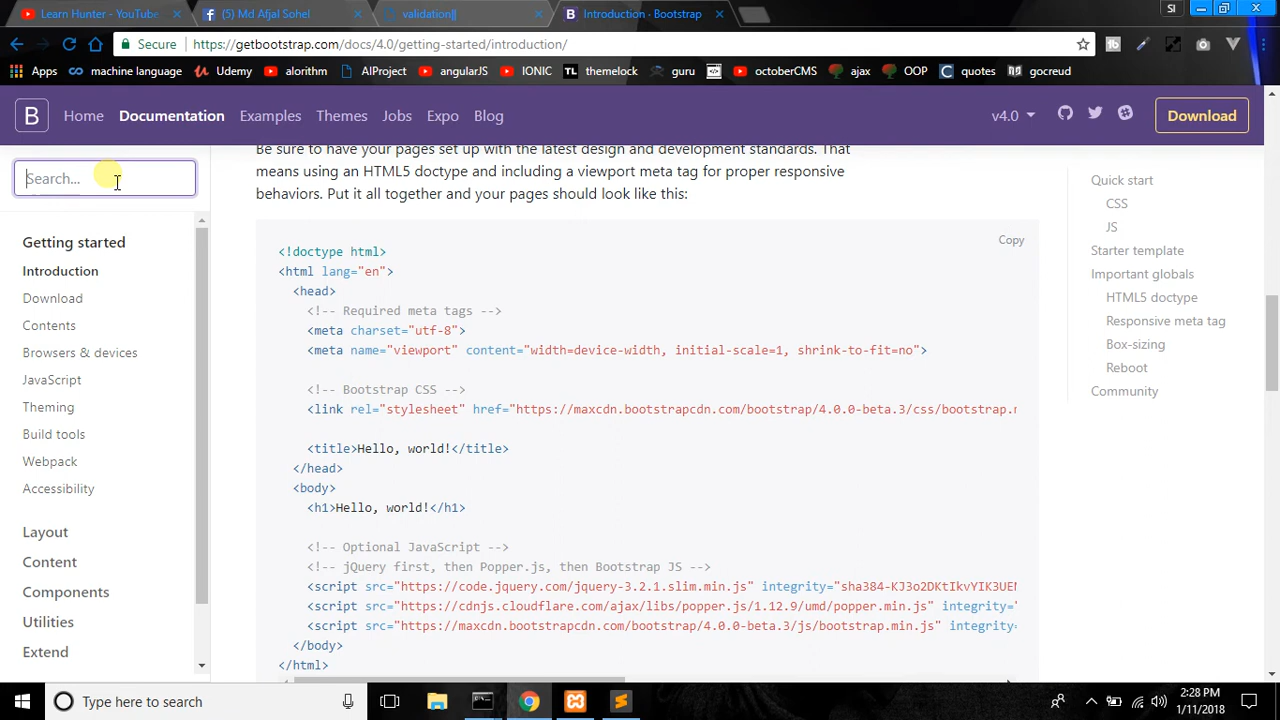 Learn Hunter - YouTube
(5) Md Afjal Sohel
validation||
Introduction · Bootstrap
SI
Secure
https://getbootstrap.com/docs/4.0/getting-started/introduction/
Apps machine language Udemy alorithm AIProject angularJS IONIC TL themelock guru octoberCMS ajax OOP quotes gocreud
B Home Documentation Examples Themes Jobs Expo Blog v4.0 Download
Search...
Getting started
Introduction
Download
Contents
Browsers & devices
JavaScript
Theming
Build tools
Webpack
Accessibility
Layout
Content
Components
Utilities
Extend
Be sure to have your pages set up with the latest design and development standards. That
means using an HTML5 doctype and including a viewport meta tag for proper responsive
behaviors. Put it all together and your pages should look like this:
Copy
<!doctype html>
<html lang="en">
<head>
<!-- Required meta tags -->
<meta charset="utf-8">
<meta name="viewport" content="width=device-width, initial-scale=1, shrink-to-fit=no">
<!-- Bootstrap CSS -->
<link rel="stylesheet" href="https://maxcdn.bootstrapcdn.com/bootstrap/4.0.0-beta.3/css/bootstrap.m
<title>Hello, world!</title>
</head>
<body>
<h1>Hello, world!</h1>
<!-- Optional JavaScript -->
<!-- jQuery first, then Popper.js, then Bootstrap JS -->
<script src="https://code.jquery.com/jquery-3.2.1.slim.min.js" integrity="sha384-KJ3o2DKtIkvYIK3UEN
<script src="https://cdnjs.cloudflare.com/ajax/libs/popper.js/1.12.9/umd/popper.min.js" integrity="
<script src="https://maxcdn.bootstrapcdn.com/bootstrap/4.0.0-beta.3/js/bootstrap.min.js" integrity=
</body>
</html>
Quick start
CSS
JS
Starter template
Important globals
HTML5 doctype
Responsive meta tag
Box-sizing
Reboot
Community
Type here to search
2:28 PM
1/11/2018